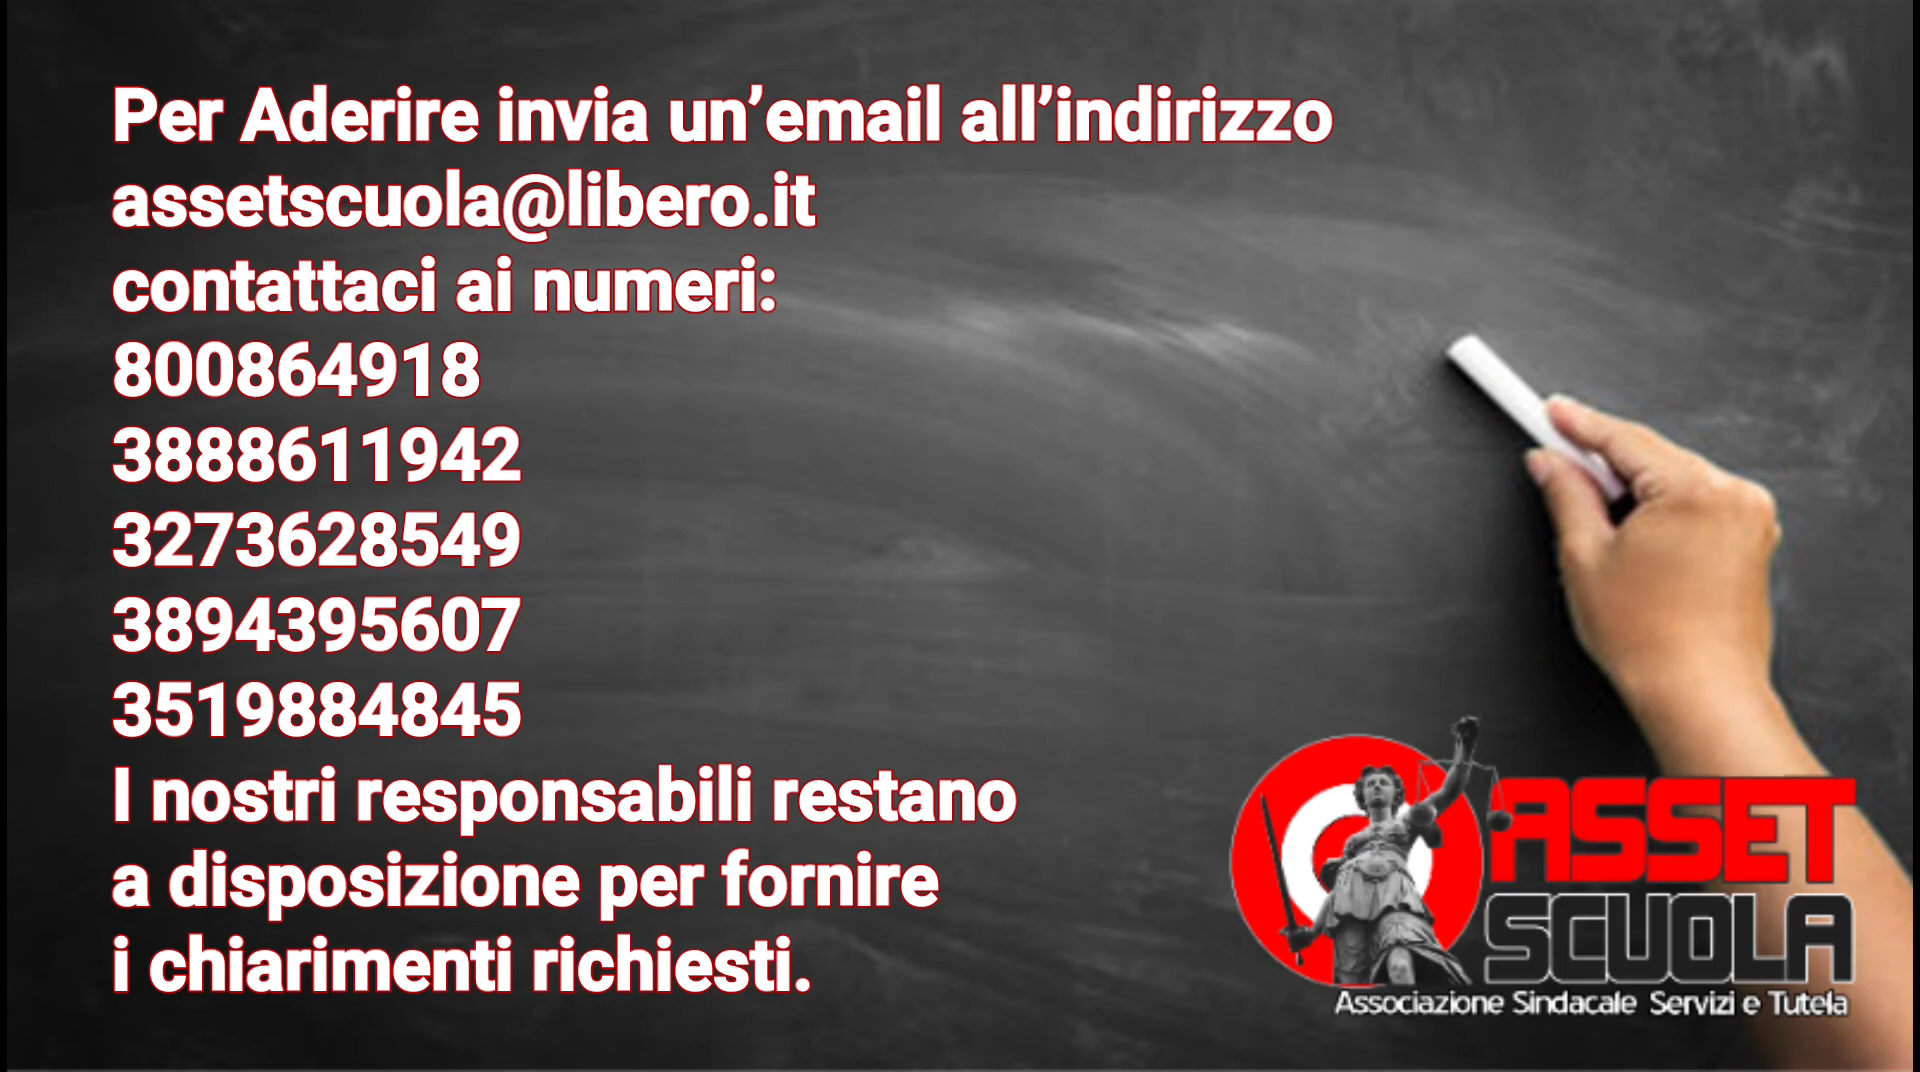 Per Aderire invia un’email all’indirizzo
assetscuola@libero.it
contattaci ai numeri:
800864918
3888611942
3273628549
3894395607
3519884845
I nostri responsabili restano
a disposizione per fornire
i chiarimenti richiesti.
ASSET
SCUOLA
Associazione Sindacale Servizi e Tutela